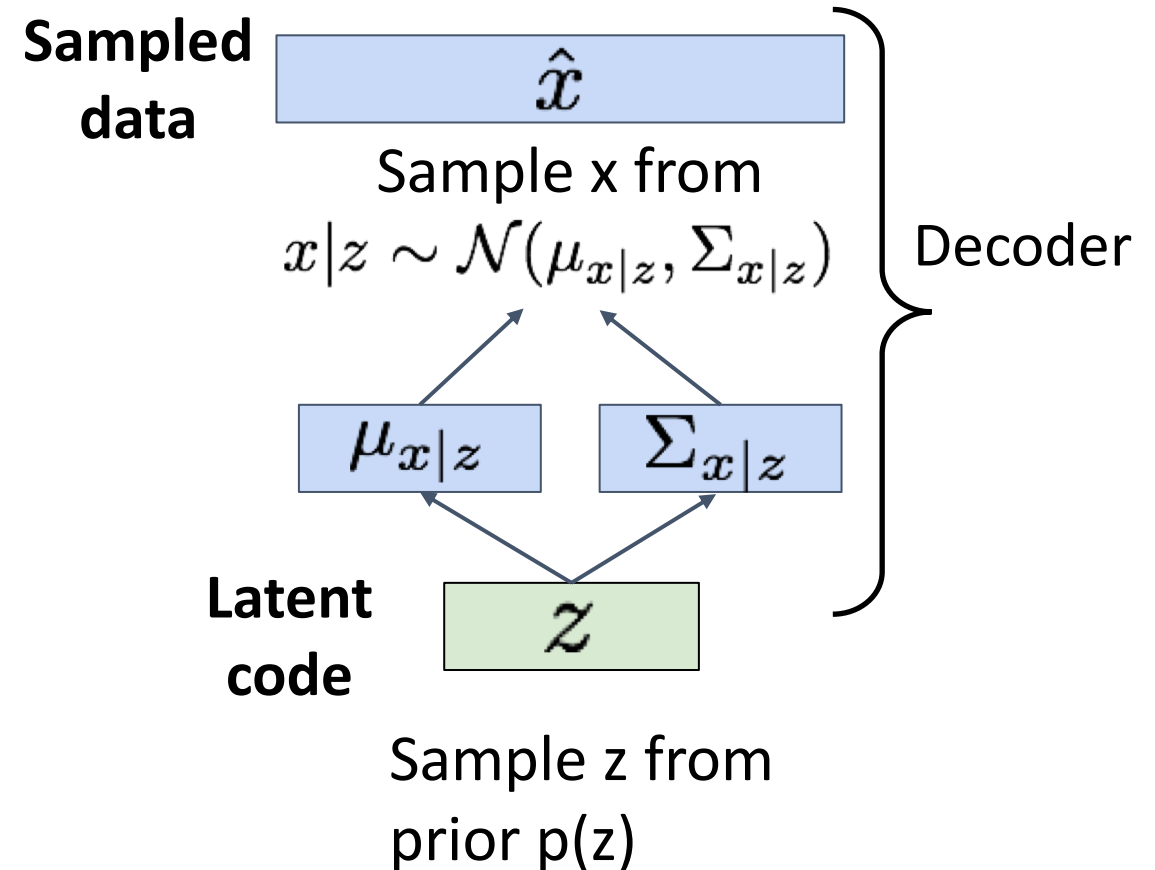 Sampled
data
x̂
Sample x from
x|z ∼ 𝒩(μ_{x|z}, Σ_{x|z})
Decoder
μ_{x|z}
Σ_{x|z}
Latent
code
z
Sample z from
prior p(z)